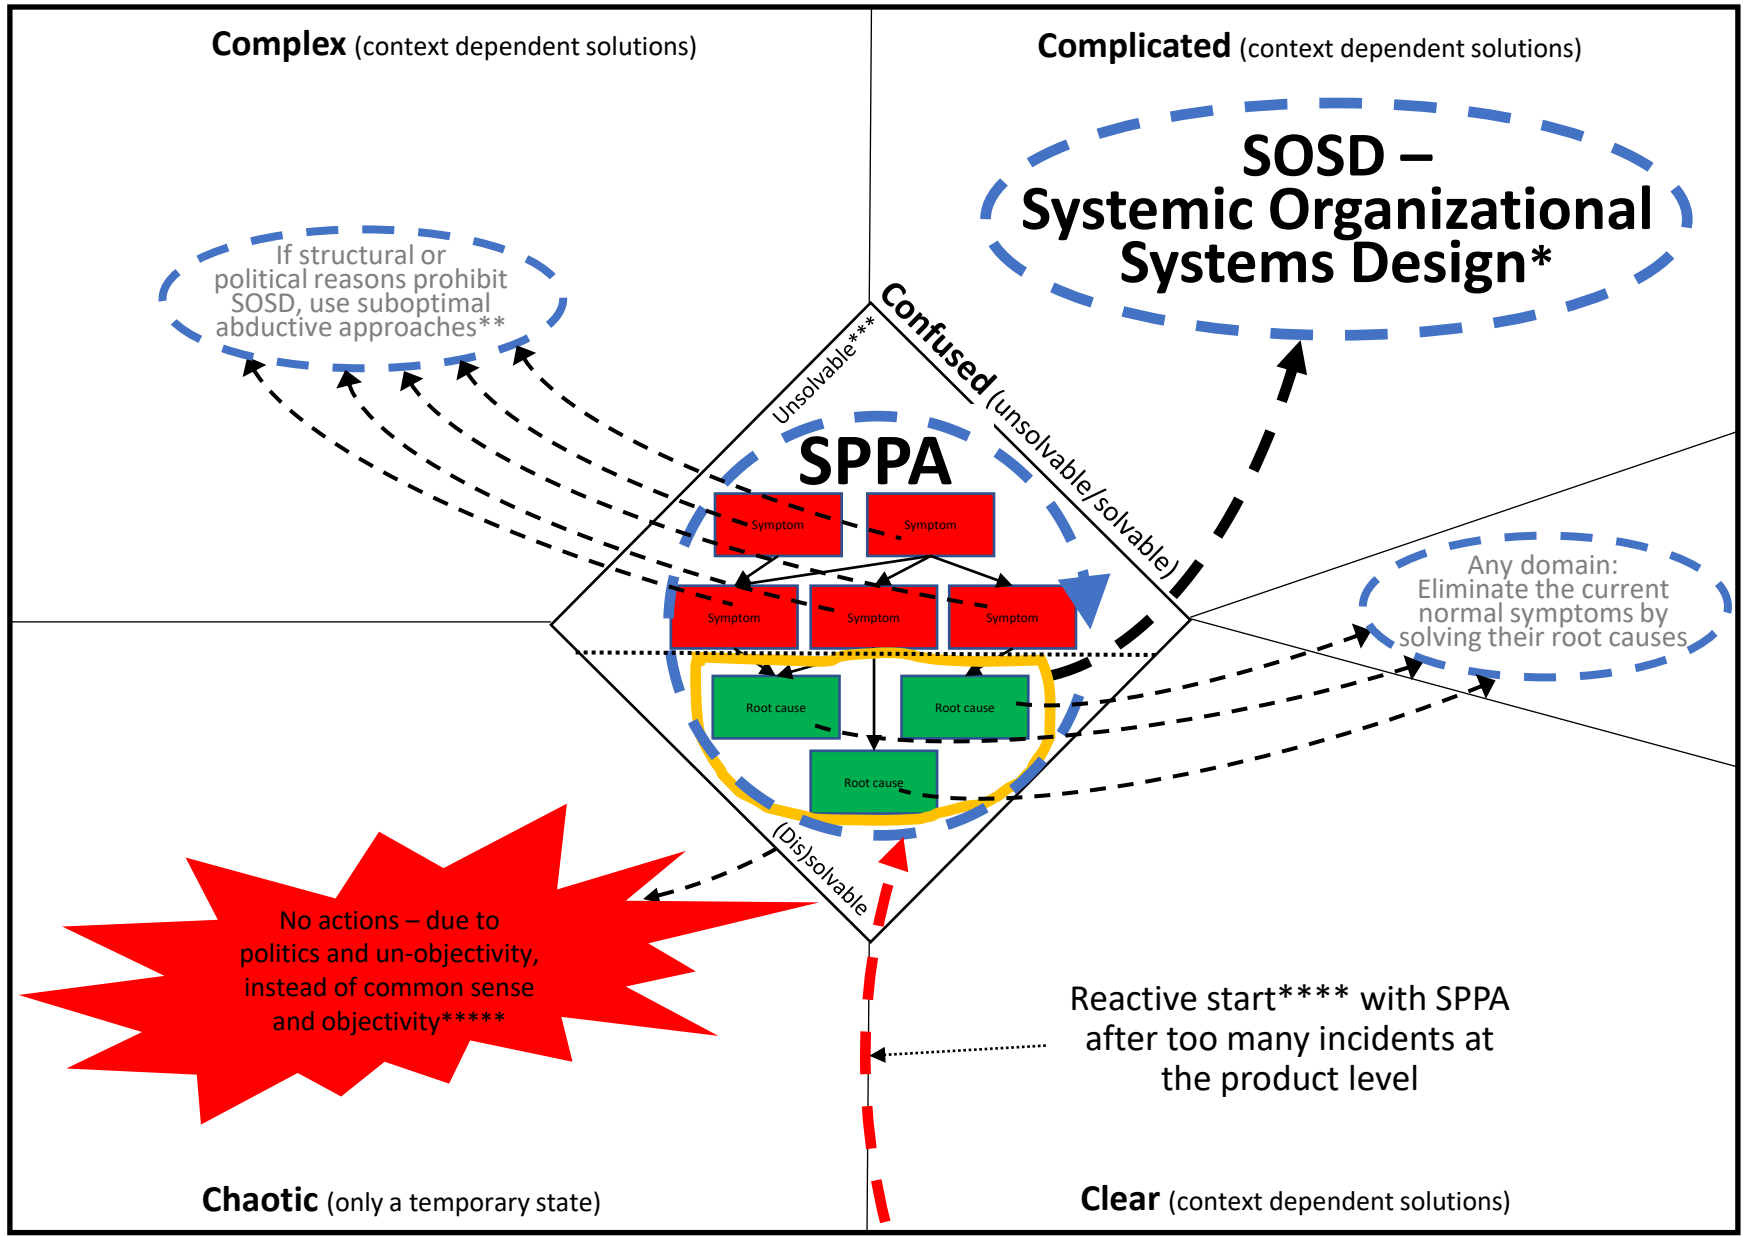 Complex (context dependent solutions)
Complicated (context dependent solutions)
SOSD –
Systemic Organizational
Systems Design*
If structural or
political reasons prohibit
SOSD, use suboptimal
abductive approaches**
Unsolvable***
Confused (unsolvable/solvable)
SPPA
Symptom
Symptom
Symptom
Symptom
Symptom
Any domain:
Eliminate the current
normal symptoms by
solving their root causes
Root cause
Root cause
Root cause
(Dis)solvable
No actions – due to
politics and un-objectivity,
instead of common sense
and objectivity*****
Reactive start**** with SPPA
after too many incidents at
the product level
Chaotic (only a temporary state)
Clear (context dependent solutions)